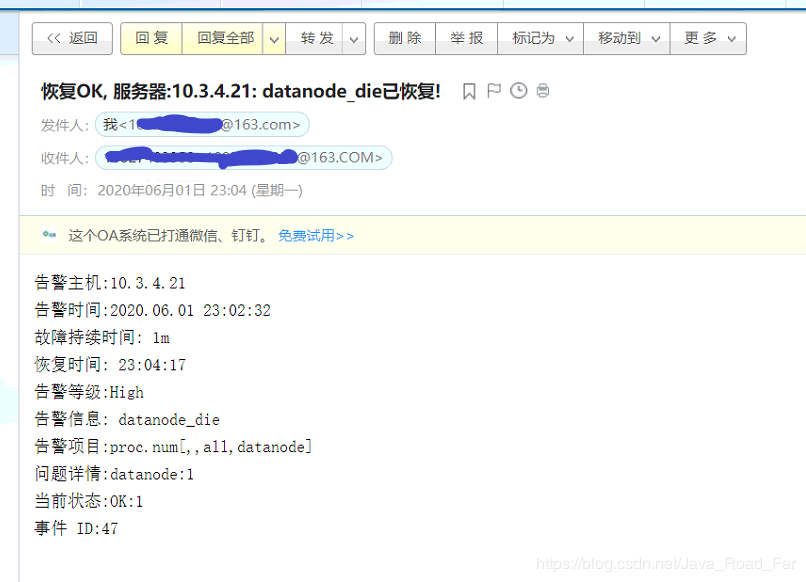 << 返回 回 复 回复全部 转 发 删 除 举 报 标记为 移动到 更 多
恢复OK, 服务器:10.3.4.21: datanode_die已恢复!
发件人: 我<1 @163.com>
收件人: @163.COM>
时 间: 2020年06月01日 23:04 (星期一)
这个OA系统已打通微信、钉钉。 免费试用>>
告警主机:10.3.4.21
告警时间:2020.06.01 23:02:32
故障持续时间: 1m
恢复时间: 23:04:17
告警等级:High
告警信息: datanode_die
告警项目:proc.num[,,all,datanode]
问题详情:datanode:1
当前状态:OK:1
事件 ID:47
https://blog.csdn.net/Java_Road_Far